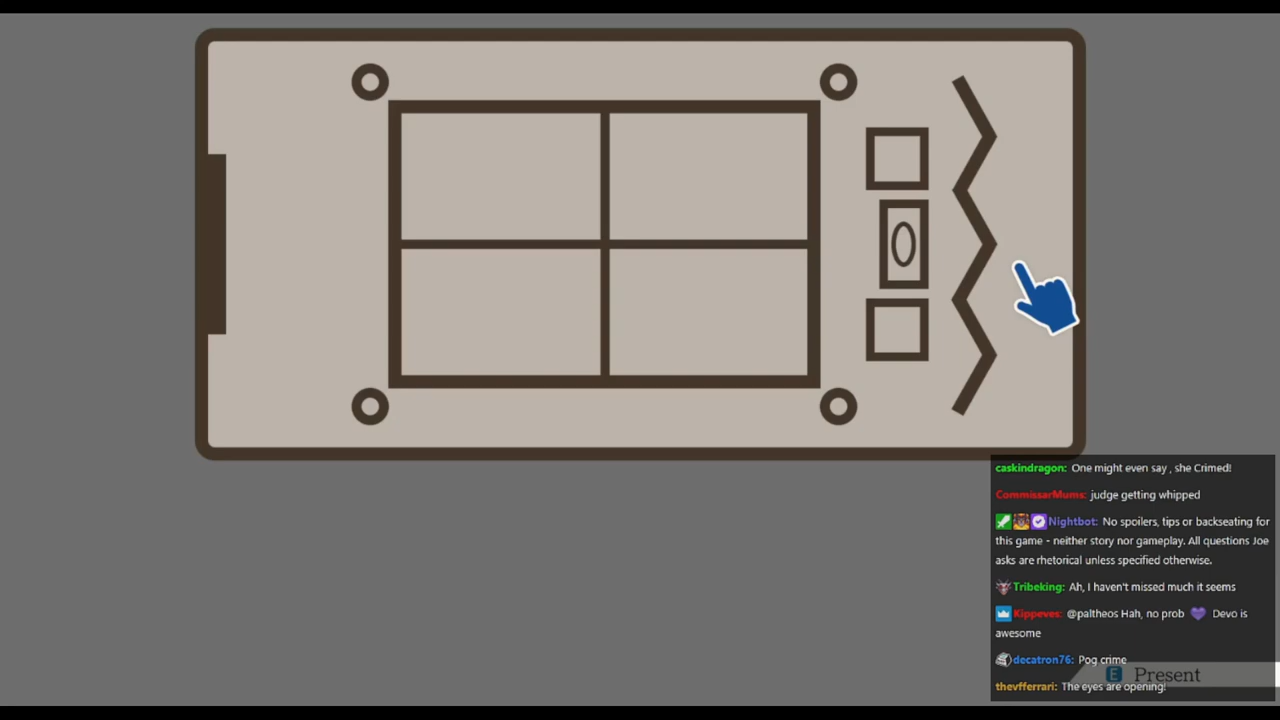 caskindragon: One might even say , she Crimed!
CommissarMums: judge getting whipped
Nightbot: No spoilers, tips or backseating for
this game - neither story nor gameplay. All questions Joe
asks are rhetorical unless specified otherwise.
Tribeking: Ah, I haven't missed much it seems
Kippeves: @paltheos Hah, no prob 💜 Devo is
awesome
decatron76: Pog crime
E Present
thevfferrari: The eyes are opening!